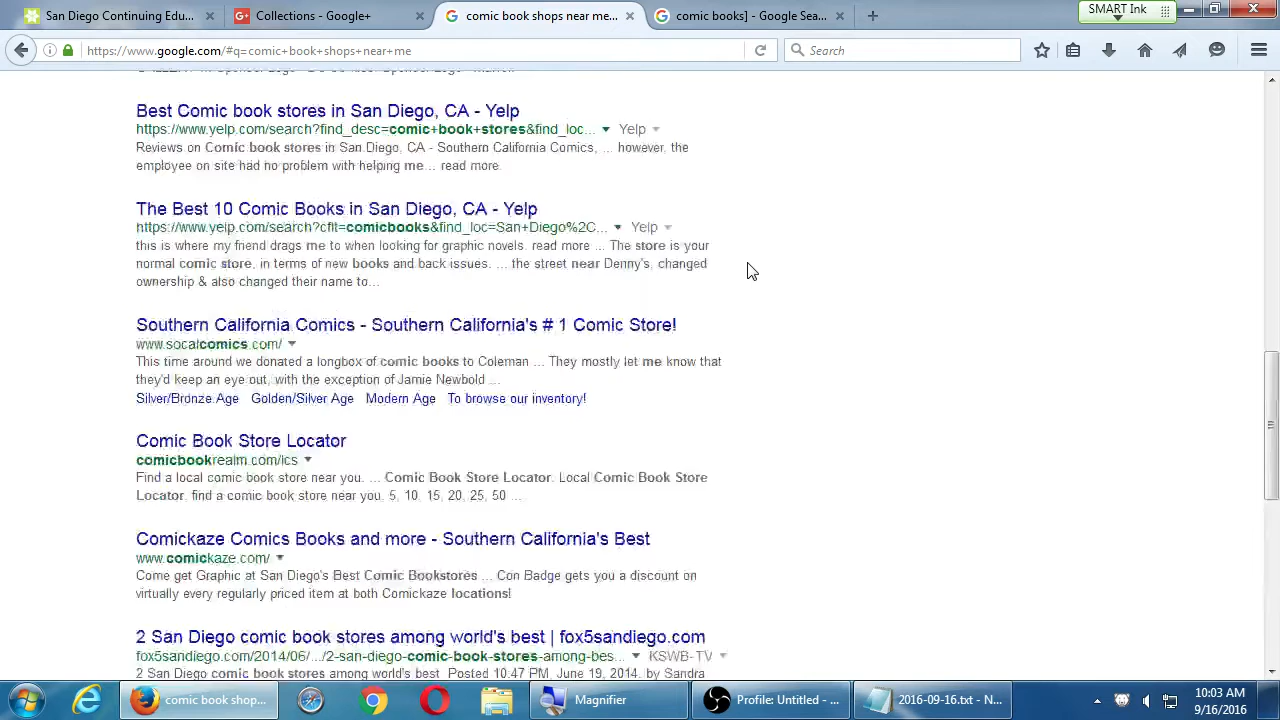 San Diego Continuing Edu...
Collections - Google+
comic book shops near me...
comic books] - Google Sea...
SMART Ink
https://www.google.com/#q=comic+book+shops+near+me
Search
Best Comic book stores in San Diego, CA - Yelp
https://www.yelp.com/search?find_desc=comic+book+stores&find_loc... Yelp
Reviews on Comic book stores in San Diego, CA - Southern California Comics, ... however, the
employee on site had no problem with helping me... read more.
The Best 10 Comic Books in San Diego, CA - Yelp
https://www.yelp.com/search?cflt=comicbooks&find_loc=San+Diego%2C... Yelp
this is where my friend drags me to when looking for graphic novels. read more ... The store is your
normal comic store, in terms of new books and back issues. ... the street near Denny's, changed
ownership & also changed their name to...
Southern California Comics - Southern California's # 1 Comic Store!
www.socalcomics.com/
This time around we donated a longbox of comic books to Coleman ... They mostly let me know that
they'd keep an eye out, with the exception of Jamie Newbold ...
Silver/Bronze Age Golden/Silver Age Modern Age To browse our inventory!
Comic Book Store Locator
comicbookrealm.com/lcs
Find a local comic book store near you. ... Comic Book Store Locator. Local Comic Book Store
Locator. find a comic book store near you. 5, 10, 15, 20, 25, 50 ...
Comickaze Comics Books and more - Southern California's Best
www.comickaze.com/
Come get Graphic at San Diego's Best Comic Bookstores ... Con Badge gets you a discount on
virtually every regularly priced item at both Comickaze locations!
2 San Diego comic book stores among world's best | fox5sandiego.com
fox5sandiego.com/2014/06/.../2-san-diego-comic-book-stores-among-bes... KSWB-TV
2 San Diego comic book stores among world's best. Posted 10:47 PM, June 19, 2014, by Sandra
comic book shop...
Magnifier
Profile: Untitled - ...
2016-09-16.txt - N...
10:03 AM
9/16/2016